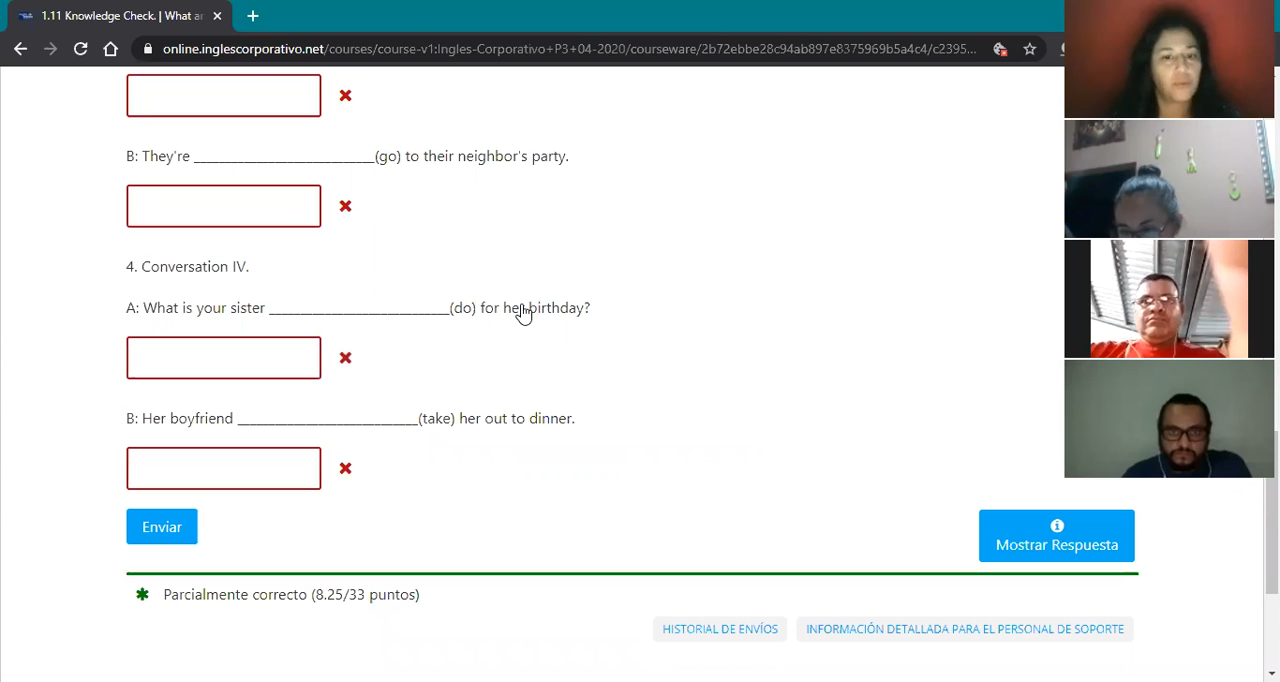 1.11 Knowledge Check. | What ar
online.inglescorporativo.net/courses/course-v1:Ingles-Corporativo+P3+04-2020/courseware/2b72ebbe28c94ab897e8375969b5a4c4/c2395...
B: They're _________________________(go) to their neighbor's party.
4. Conversation IV.
A: What is your sister _________________________(do) for her birthday?
B: Her boyfriend _________________________(take) her out to dinner.
Enviar
Mostrar Respuesta
Parcialmente correcto (8.25/33 puntos)
HISTORIAL DE ENVÍOS
INFORMACIÓN DETALLADA PARA EL PERSONAL DE SOPORTE